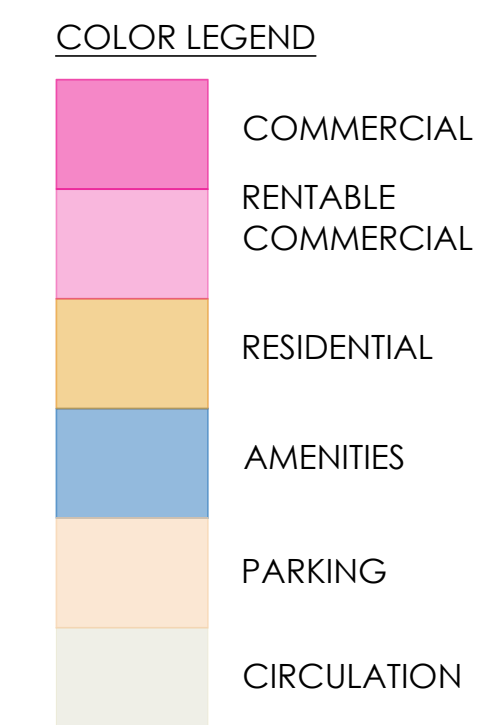 COLOR LEGEND
COMMERCIAL
RENTABLE
COMMERCIAL
RESIDENTIAL
AMENITIES
PARKING
CIRCULATION